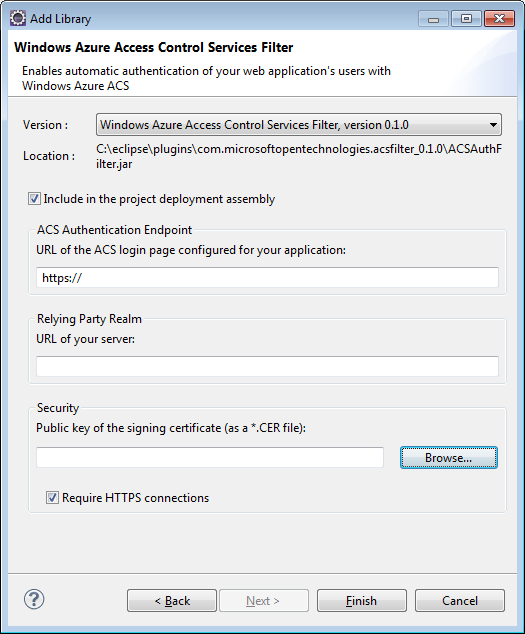 Add Library
Windows Azure Access Control Services Filter
Enables automatic authentication of your web application's users with
Windows Azure ACS
Version :
Windows Azure Access Control Services Filter, version 0.1.0
Location :
C:\eclipse\plugins\com.microsoftopentechnologies.acsfilter_0.1.0\ACSAuthF
ilter.jar
Include in the project deployment assembly
ACS Authentication Endpoint
URL of the ACS login page configured for your application:
https://
Relying Party Realm
URL of your server:
Security
Public key of the signing certificate (as a *.CER file):
Browse...
Require HTTPS connections
?
< Back
Next >
Finish
Cancel